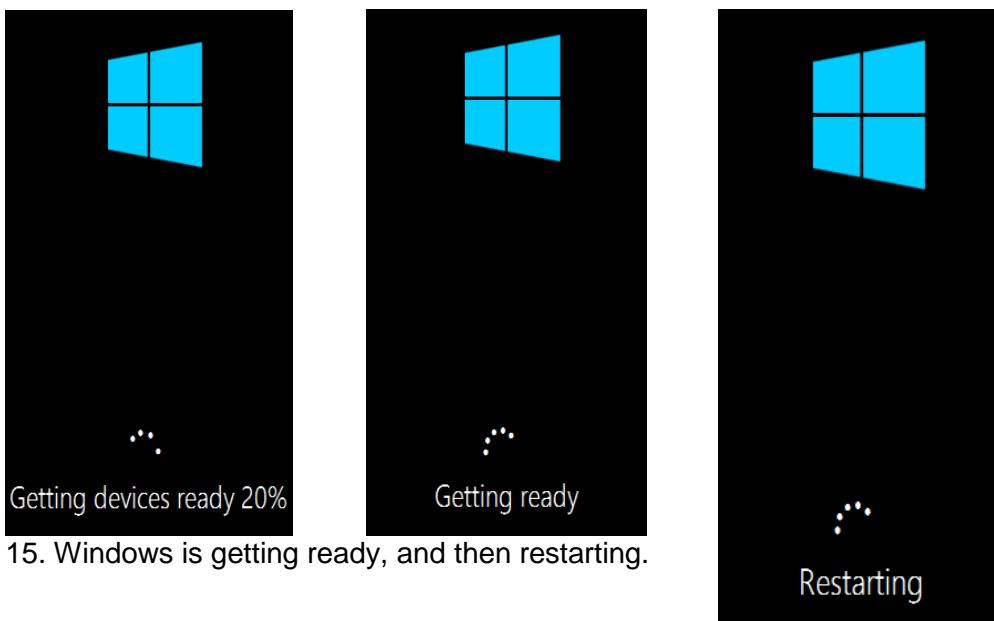 Getting devices ready 20%
Getting ready
15. Windows is getting ready, and then restarting.
Restarting